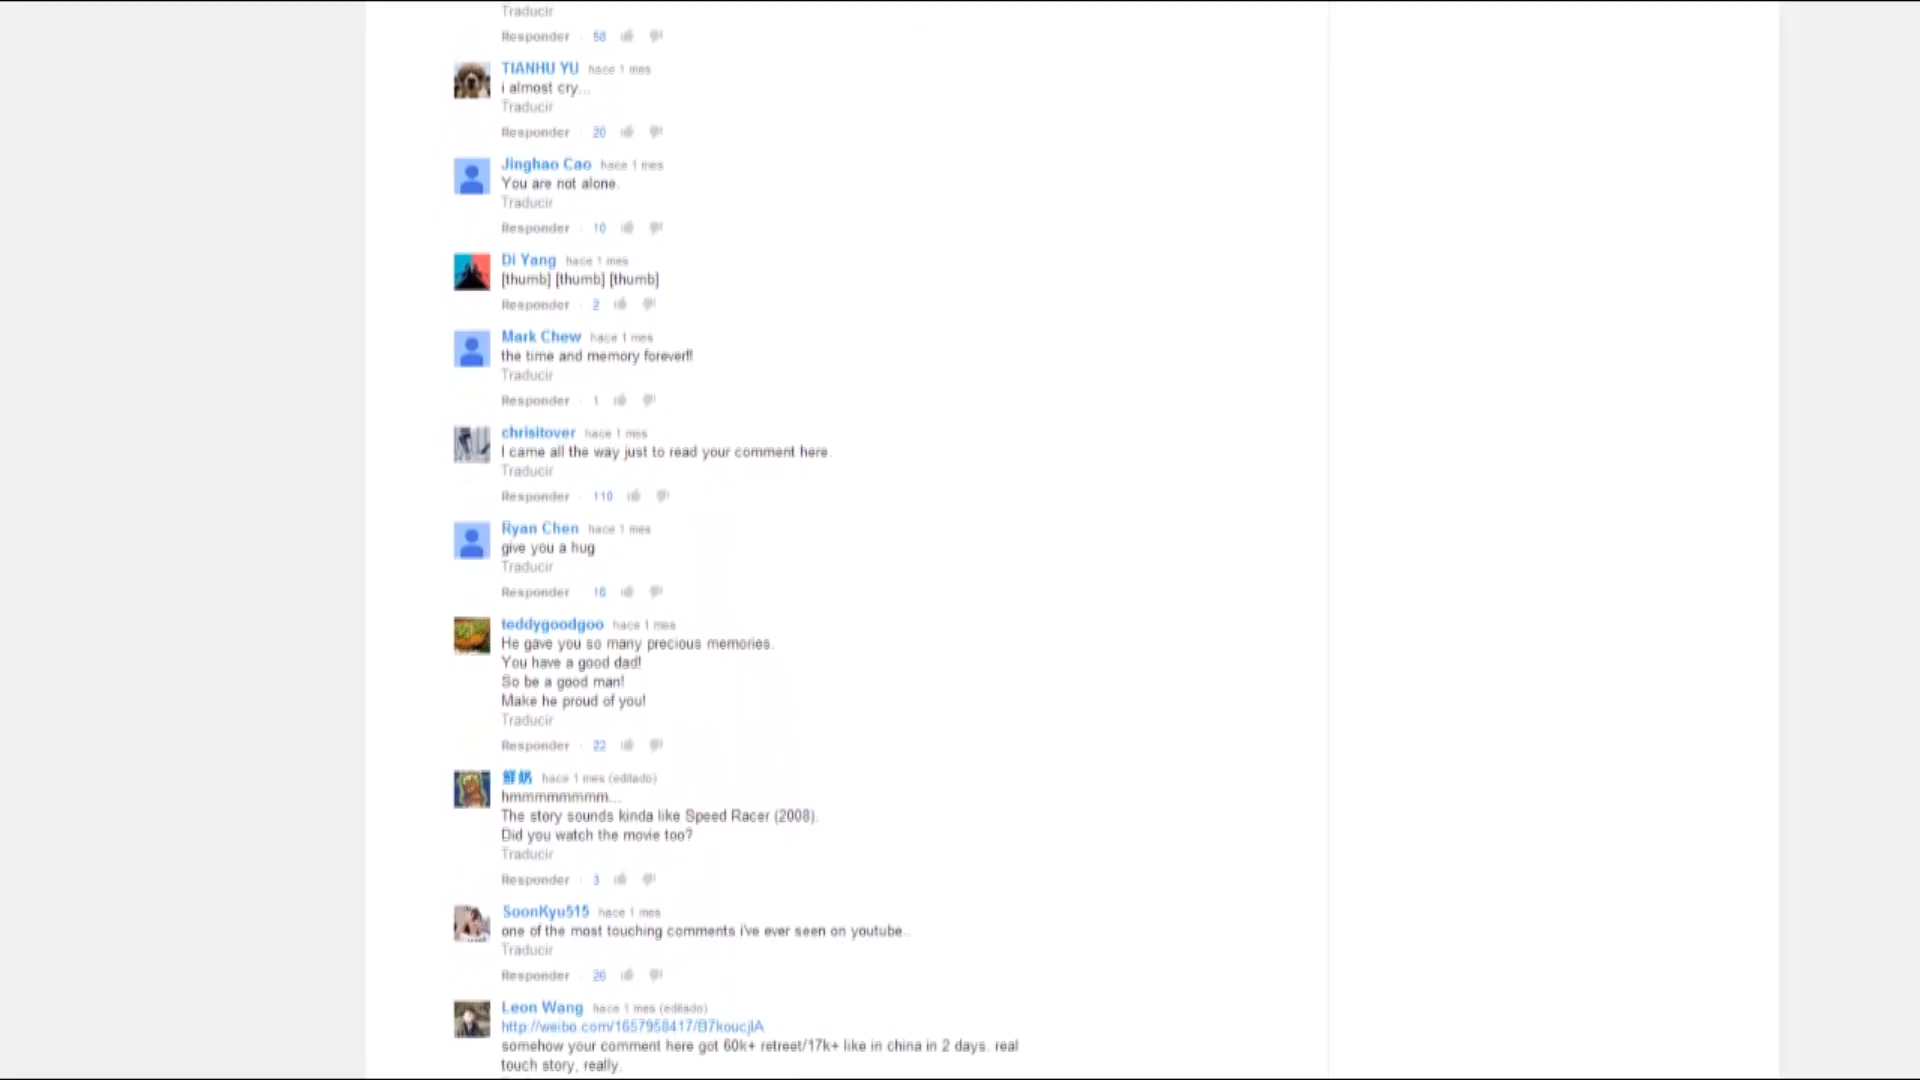 Traducir
Responder · 58
TIANHU YU hace 1 mes
i almost cry...
Traducir
Responder · 20
Jinghao Cao hace 1 mes
You are not alone.
Traducir
Responder · 10
Di Yang hace 1 mes
[thumb] [thumb] [thumb]
Responder · 2
Mark Chew hace 1 mes
the time and memory forever!!
Traducir
Responder · 1
chrisitover hace 1 mes
I came all the way just to read your comment here.
Traducir
Responder · 110
Ryan Chen hace 1 mes
give you a hug
Traducir
Responder · 16
teddygoodgoo hace 1 mes
He gave you so many precious memories.
You have a good dad!
So be a good man!
Make he proud of you!
Traducir
Responder · 22
鮮奶 hace 1 mes (editado)
hmmmmmmmm...
The story sounds kinda like Speed Racer (2008).
Did you watch the movie too?
Traducir
Responder · 3
SoonKyu515 hace 1 mes
one of the most touching comments i've ever seen on youtube..
Traducir
Responder · 26
Leon Wang hace 1 mes (editado)
http://weibo.com/1657958417/B7koucjIA
somehow your comment here got 60k+ retreet/17k+ like in china in 2 days. real
touch story, really.